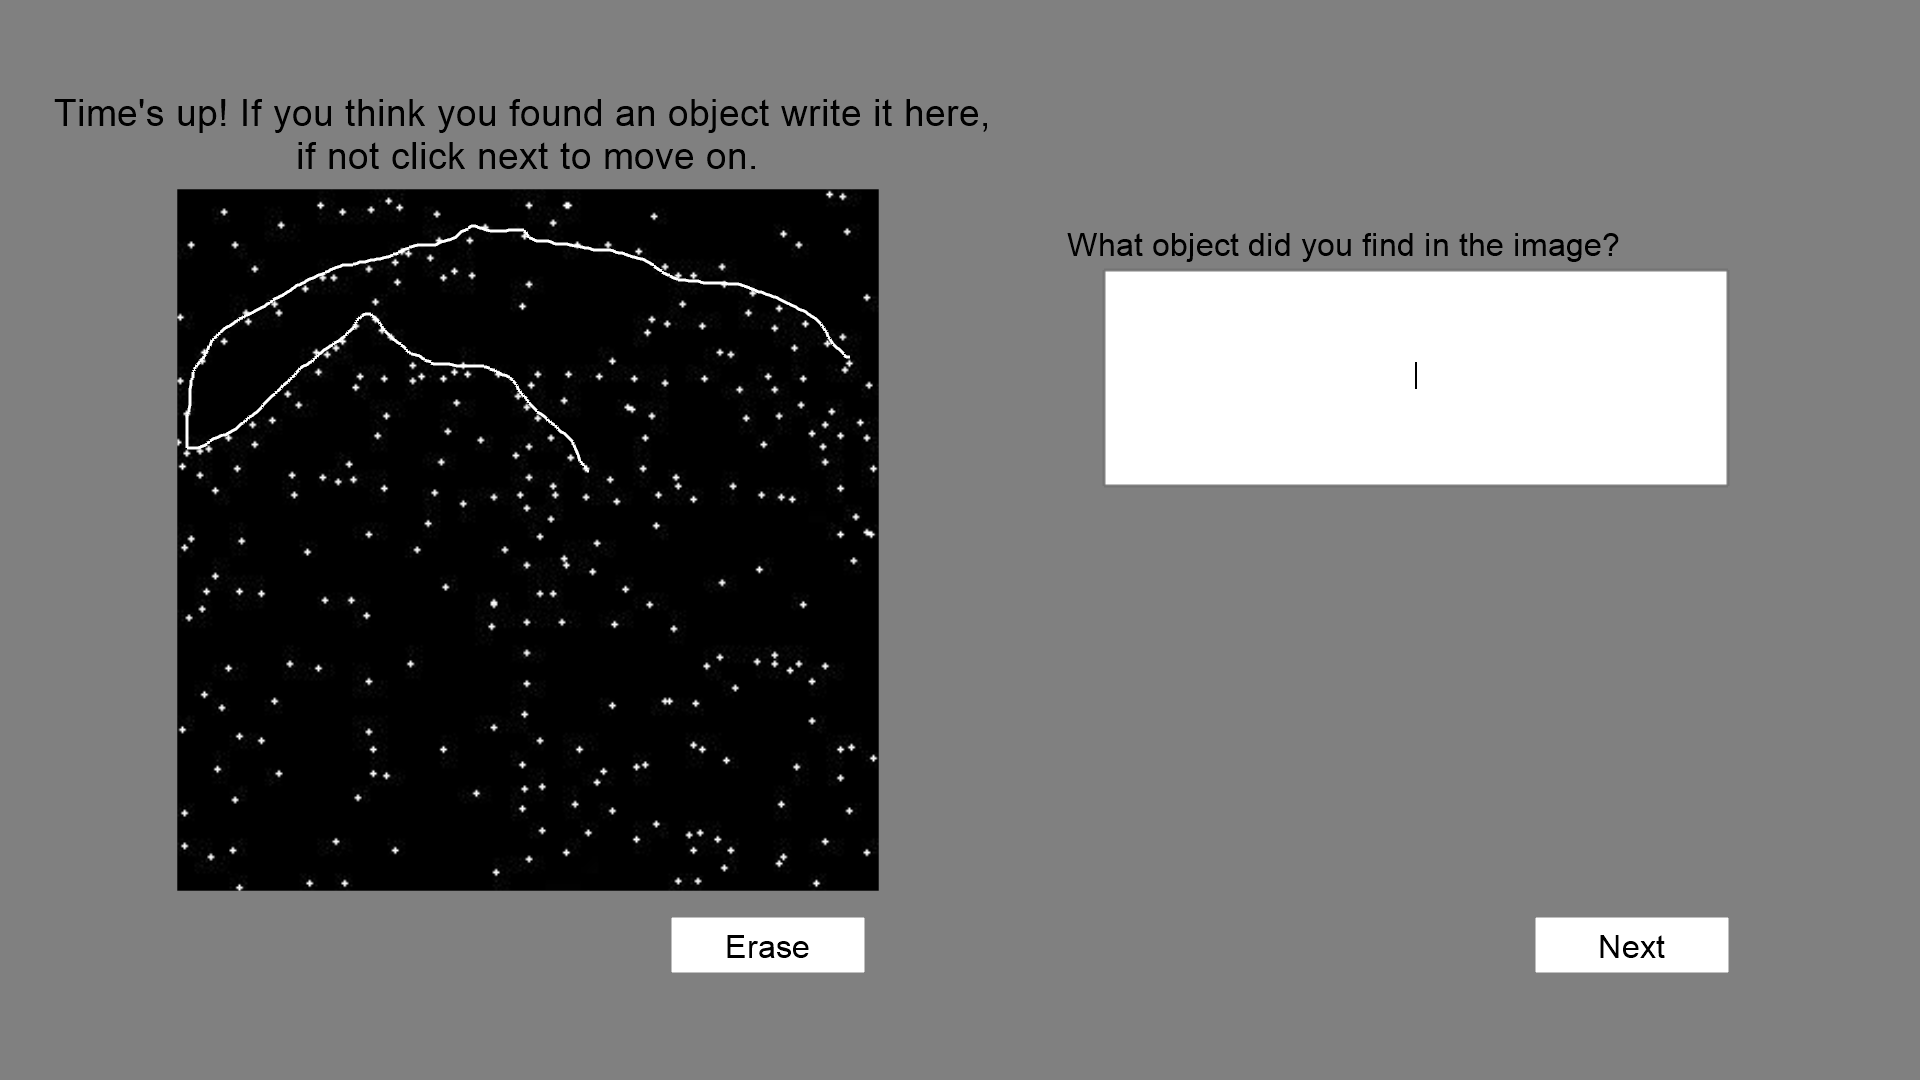 Time's up! If you think you found an object write it here,
if not click next to move on.
What object did you find in the image?
Erase
Next